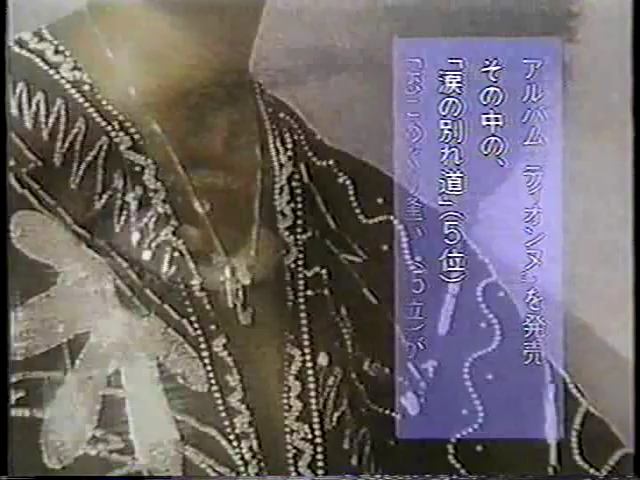 アルバム「ディオンヌ」を発売
その中の、
「涙の別れ道」(5位)